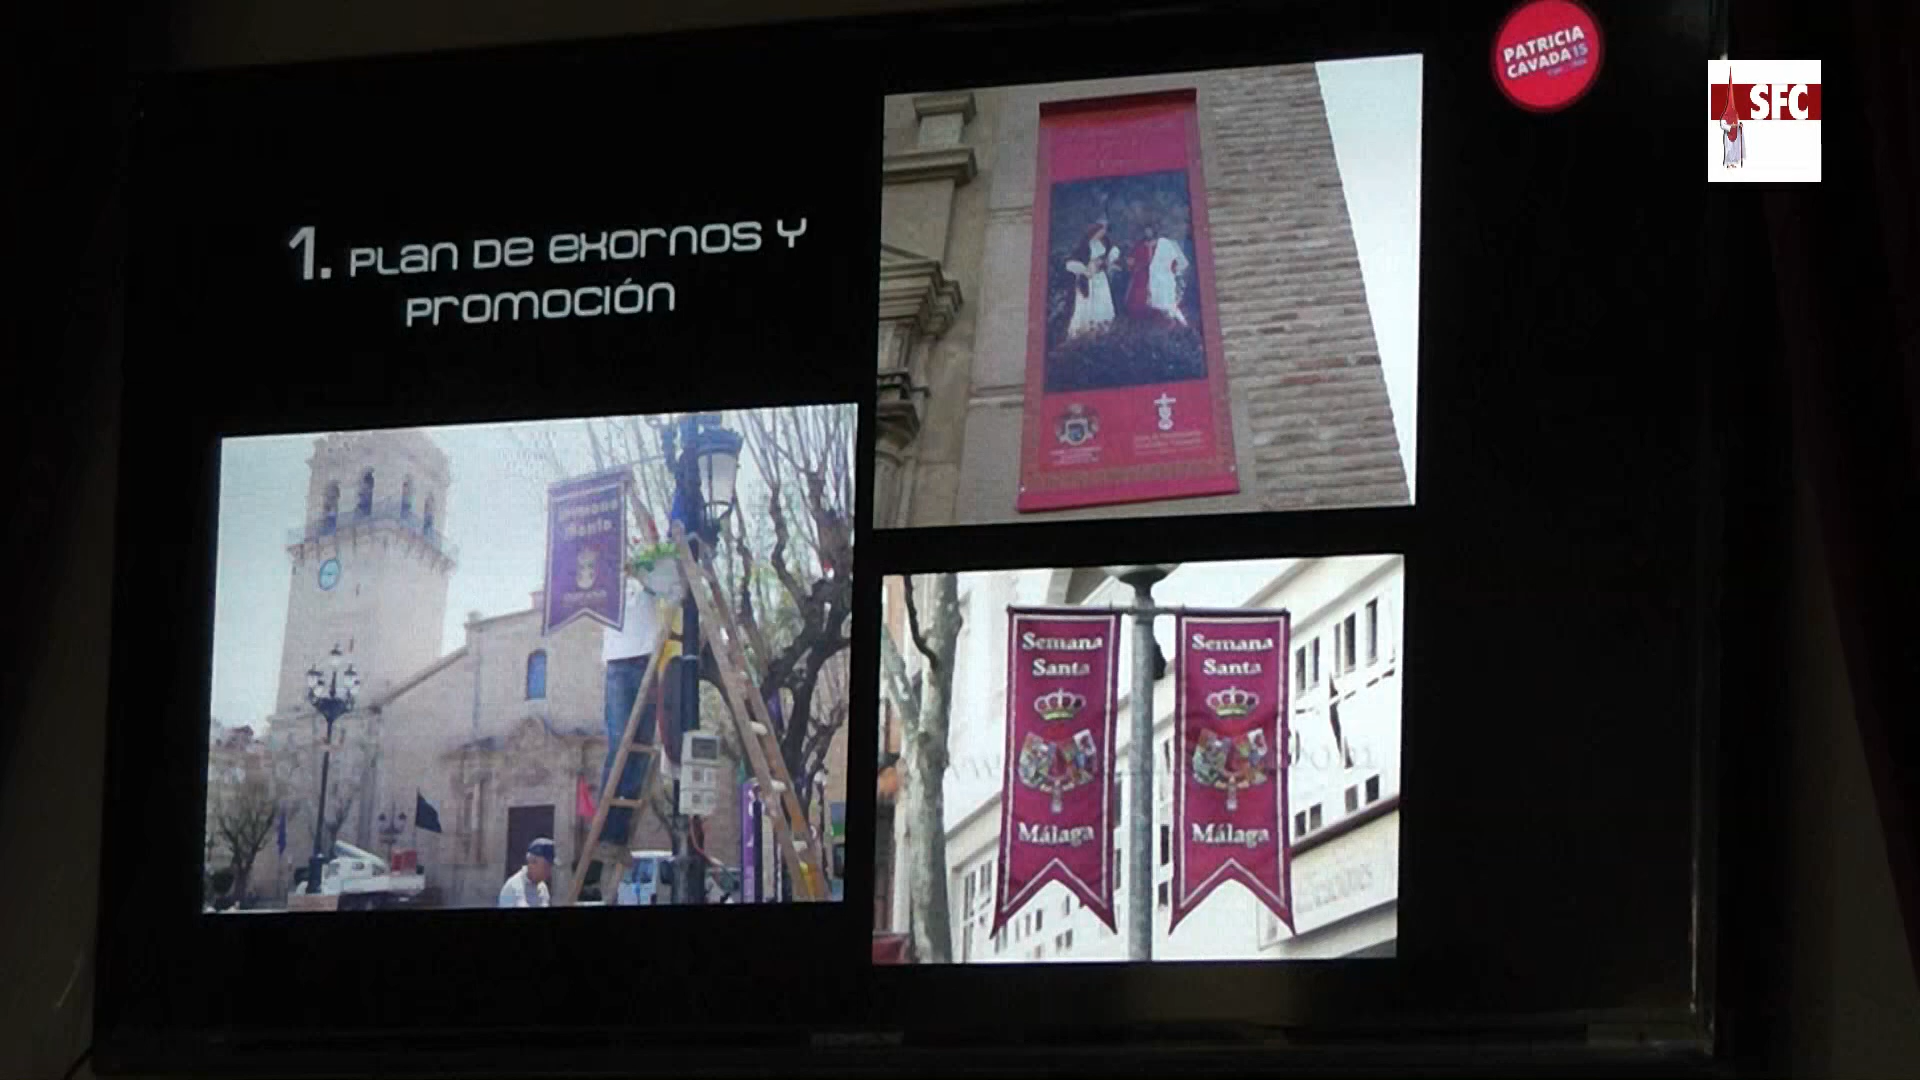 PATRICIA
CAVADA15
SFC
1. PLAN DE EXORNOS Y
PROMOCIÓN
Semana
Santa
Semana
Santa
Málaga
Semana
Santa
Málaga